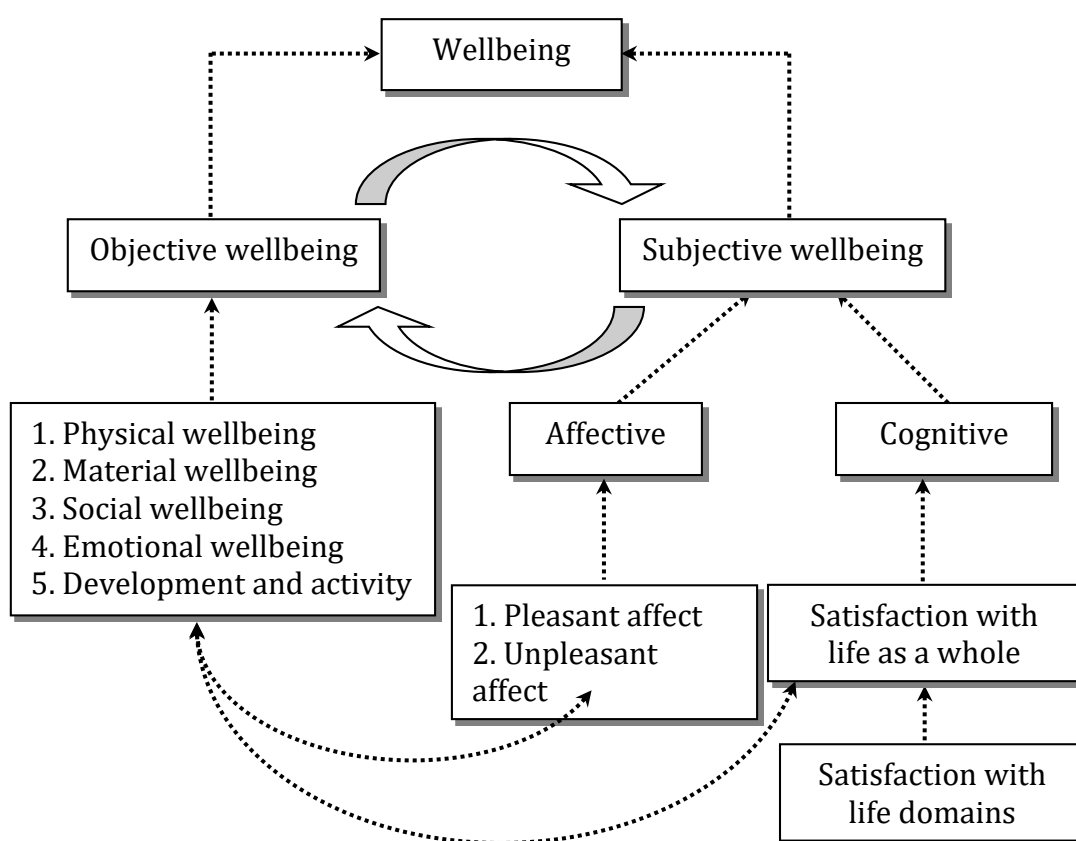 Wellbeing
Objective wellbeing
Subjective wellbeing
1. Physical wellbeing
2. Material wellbeing
3. Social wellbeing
4. Emotional wellbeing
5. Development and activity
Affective
Cognitive
1. Pleasant affect
2. Unpleasant
affect
Satisfaction with
life as a whole
Satisfaction with
life domains